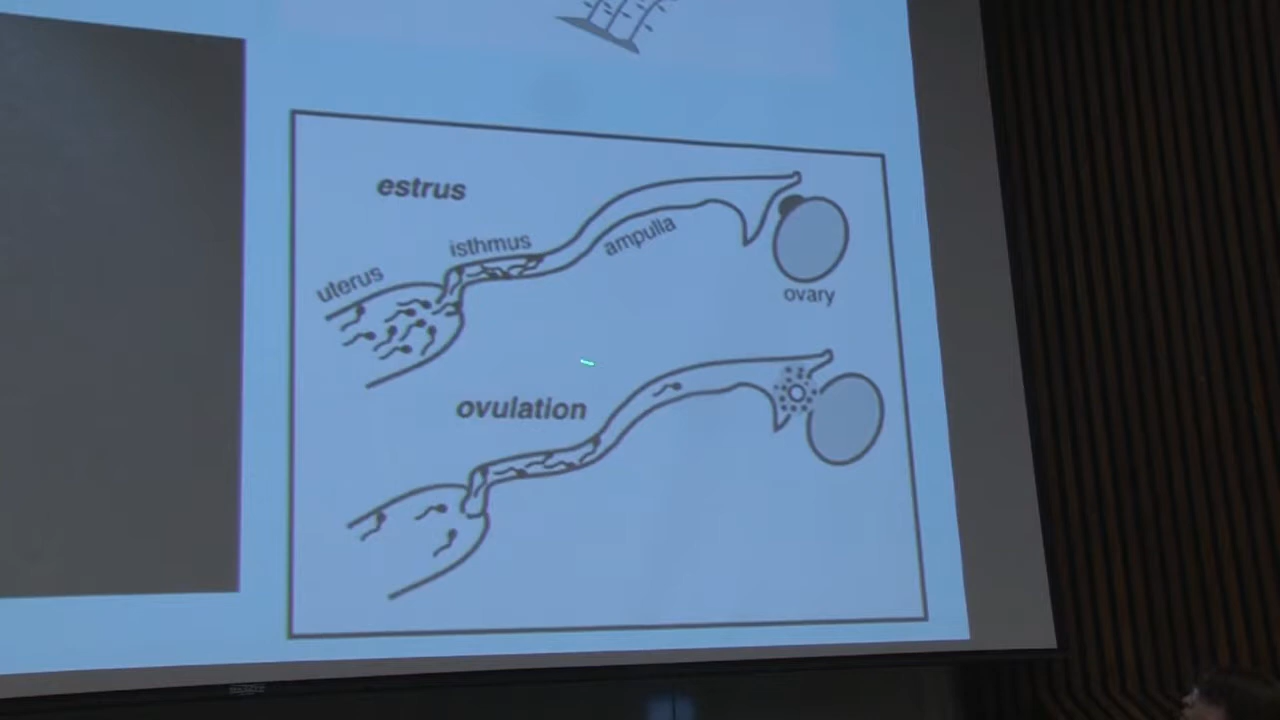 estrus
isthmus
ampulla
uterus
ovary
ovulation